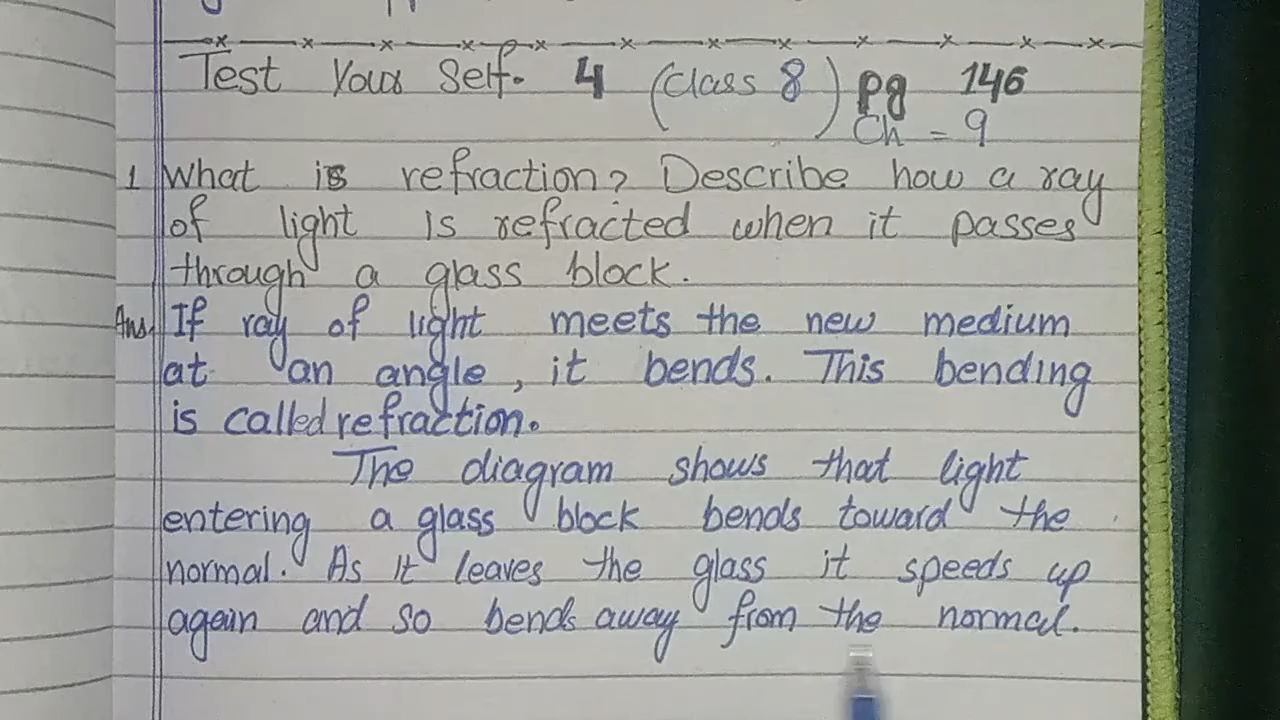 Test Your Self. 4 (Class 8) pg 146
Ch = 9
1 What is refraction? Describe how a ray
of light is refracted when it passes
through a glass block.
Ans. If ray of light meets the new medium
at an angle, it bends. This bending
is called refraction.
The diagram shows that light
entering a glass block bends toward the
normal. As it leaves the glass it speeds up
again and so bends away from the normal.